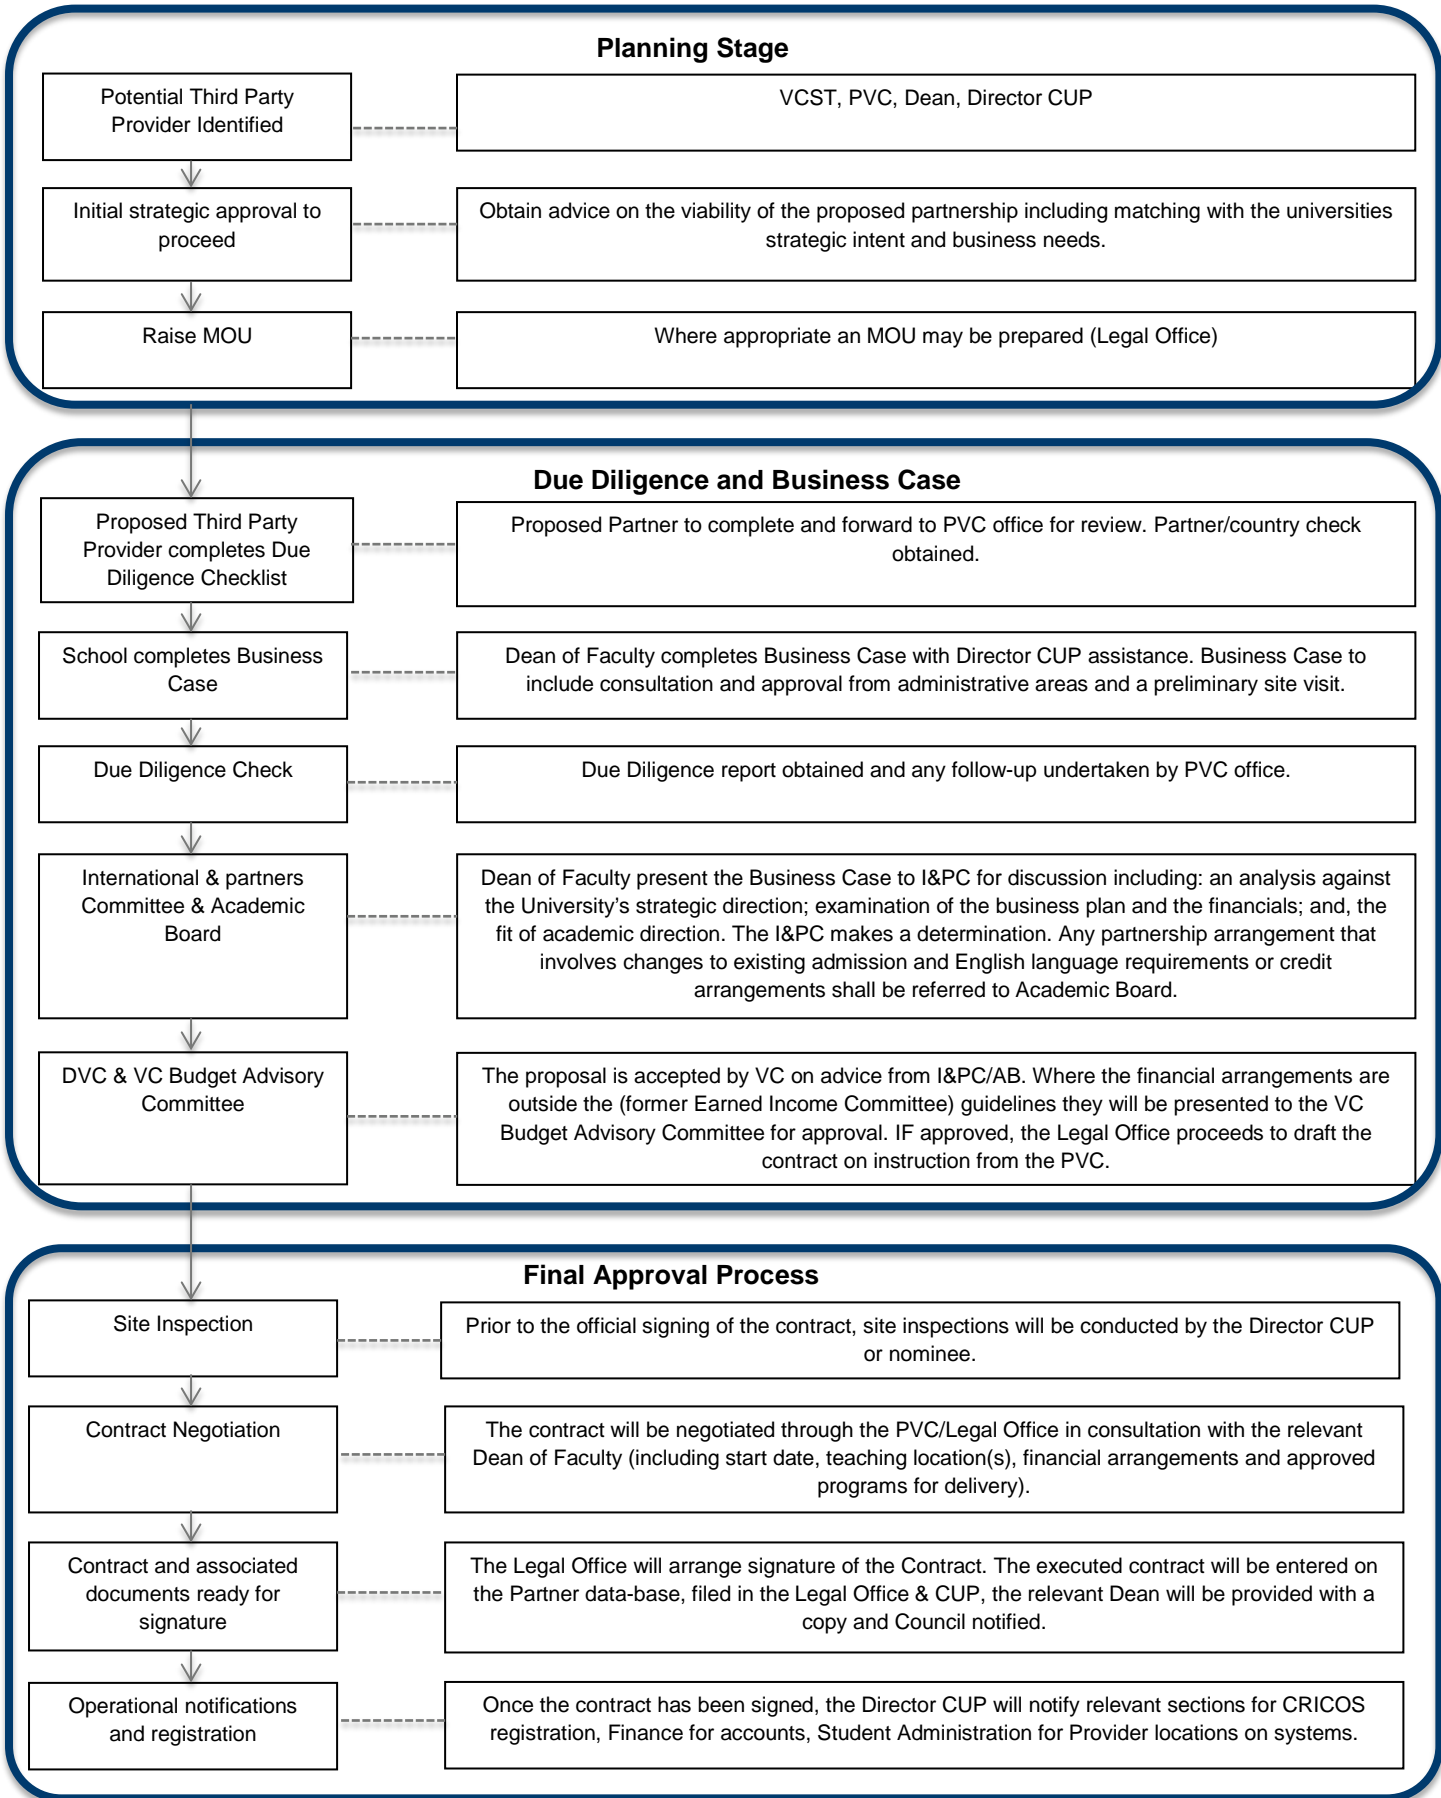 Planning Stage
Potential Third Party
Provider Identified
VCST, PVC, Dean, Director CUP
Initial strategic approval to
proceed
Obtain advice on the viability of the proposed partnership including matching with the universities
strategic intent and business needs.
Raise MOU
Where appropriate an MOU may be prepared (Legal Office)
Due Diligence and Business Case
Proposed Third Party
Provider completes Due
Diligence Checklist
Proposed Partner to complete and forward to PVC office for review. Partner/country check
obtained.
School completes Business
Case
Dean of Faculty completes Business Case with Director CUP assistance. Business Case to
include consultation and approval from administrative areas and a preliminary site visit.
Due Diligence Check
Due Diligence report obtained and any follow-up undertaken by PVC office.
International & partners
Committee & Academic
Board
Dean of Faculty present the Business Case to I&PC for discussion including: an analysis against
the University's strategic direction; examination of the business plan and the financials; and, the
fit of academic direction. The I&PC makes a determination. Any partnership arrangement that
involves changes to existing admission and English language requirements or credit
arrangements shall be referred to Academic Board.
DVC & VC Budget Advisory
Committee
The proposal is accepted by VC on advice from I&PC/AB. Where the financial arrangements are
outside the (former Earned Income Committee) guidelines they will be presented to the VC
Budget Advisory Committee for approval. IF approved, the Legal Office proceeds to draft the
contract on instruction from the PVC.
Final Approval Process
Site Inspection
Prior to the official signing of the contract, site inspections will be conducted by the Director CUP
or nominee.
Contract Negotiation
The contract will be negotiated through the PVC/Legal Office in consultation with the relevant
Dean of Faculty (including start date, teaching location(s), financial arrangements and approved
programs for delivery).
Contract and associated
documents ready for
signature
The Legal Office will arrange signature of the Contract. The executed contract will be entered on
the Partner data-base, filed in the Legal Office & CUP, the relevant Dean will be provided with a
copy and Council notified.
Operational notifications
and registration
Once the contract has been signed, the Director CUP will notify relevant sections for CRICOS
registration, Finance for accounts, Student Administration for Provider locations on systems.